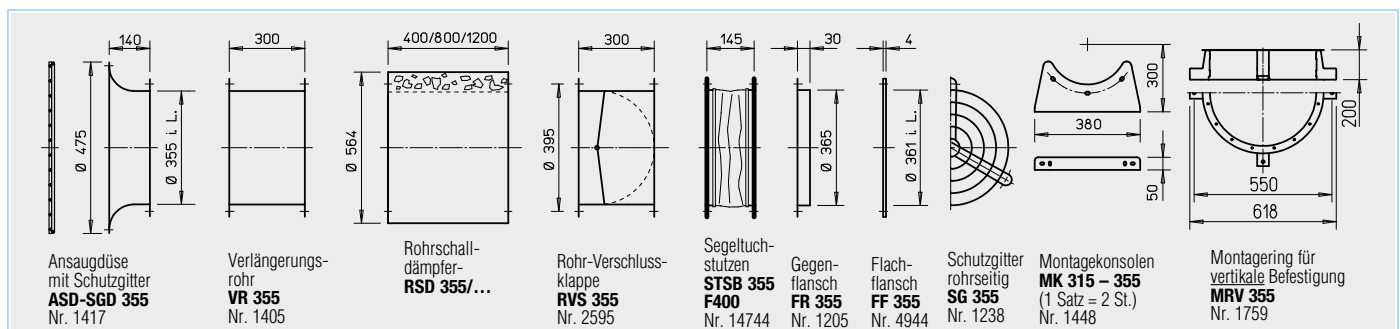 140
Ø 475
Ø 355 i. L.
Ansaugdüse
mit Schutzgitter
ASD-SGD 355
Nr. 1417
300
Verlängerungs-
rohr
VR 355
Nr. 1405
400/800/1200
Ø 564
Rohrschall-
dämpfer-
RSD 355/...
300
Ø 395
Rohr-Verschluss-
klappe
RVS 355
Nr. 2595
145
Segeltuch-
stutzen
STSB 355
F400
Nr. 14744
30
Ø 365
Gegen-
flansch
FR 355
Nr. 1205
4
Ø 361 i. L.
Flach-
flansch
FF 355
Nr. 4944
Schutzgitter
rohrseitig
SG 355
Nr. 1238
300
380
50
Montagekonsolen
MK 315 – 355
(1 Satz = 2 St.)
Nr. 1448
200
550
618
Montagering für
vertikale Befestigung
MRV 355
Nr. 1759